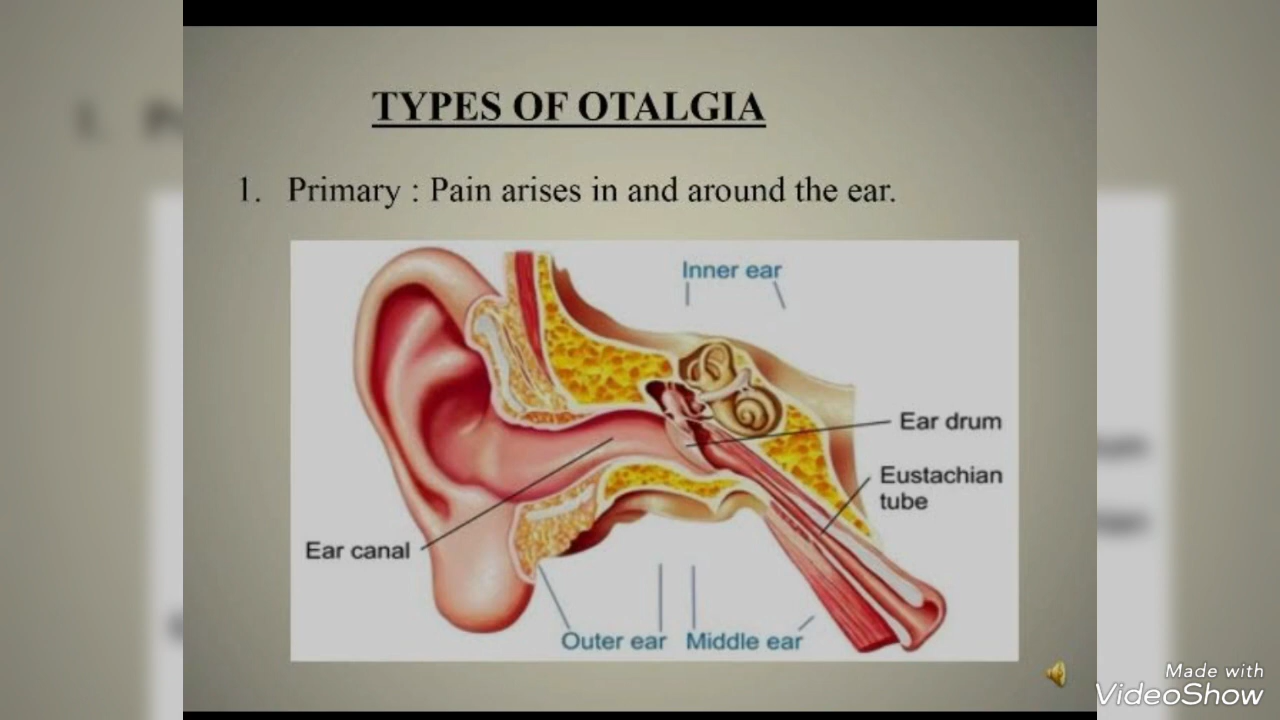 TYPES OF OTALGIA
1. Primary : Pain arises in and around the ear.
Inner ear
Ear drum
Eustachian
tube
Ear canal
Outer ear
Middle ear
Made with
VideoShow